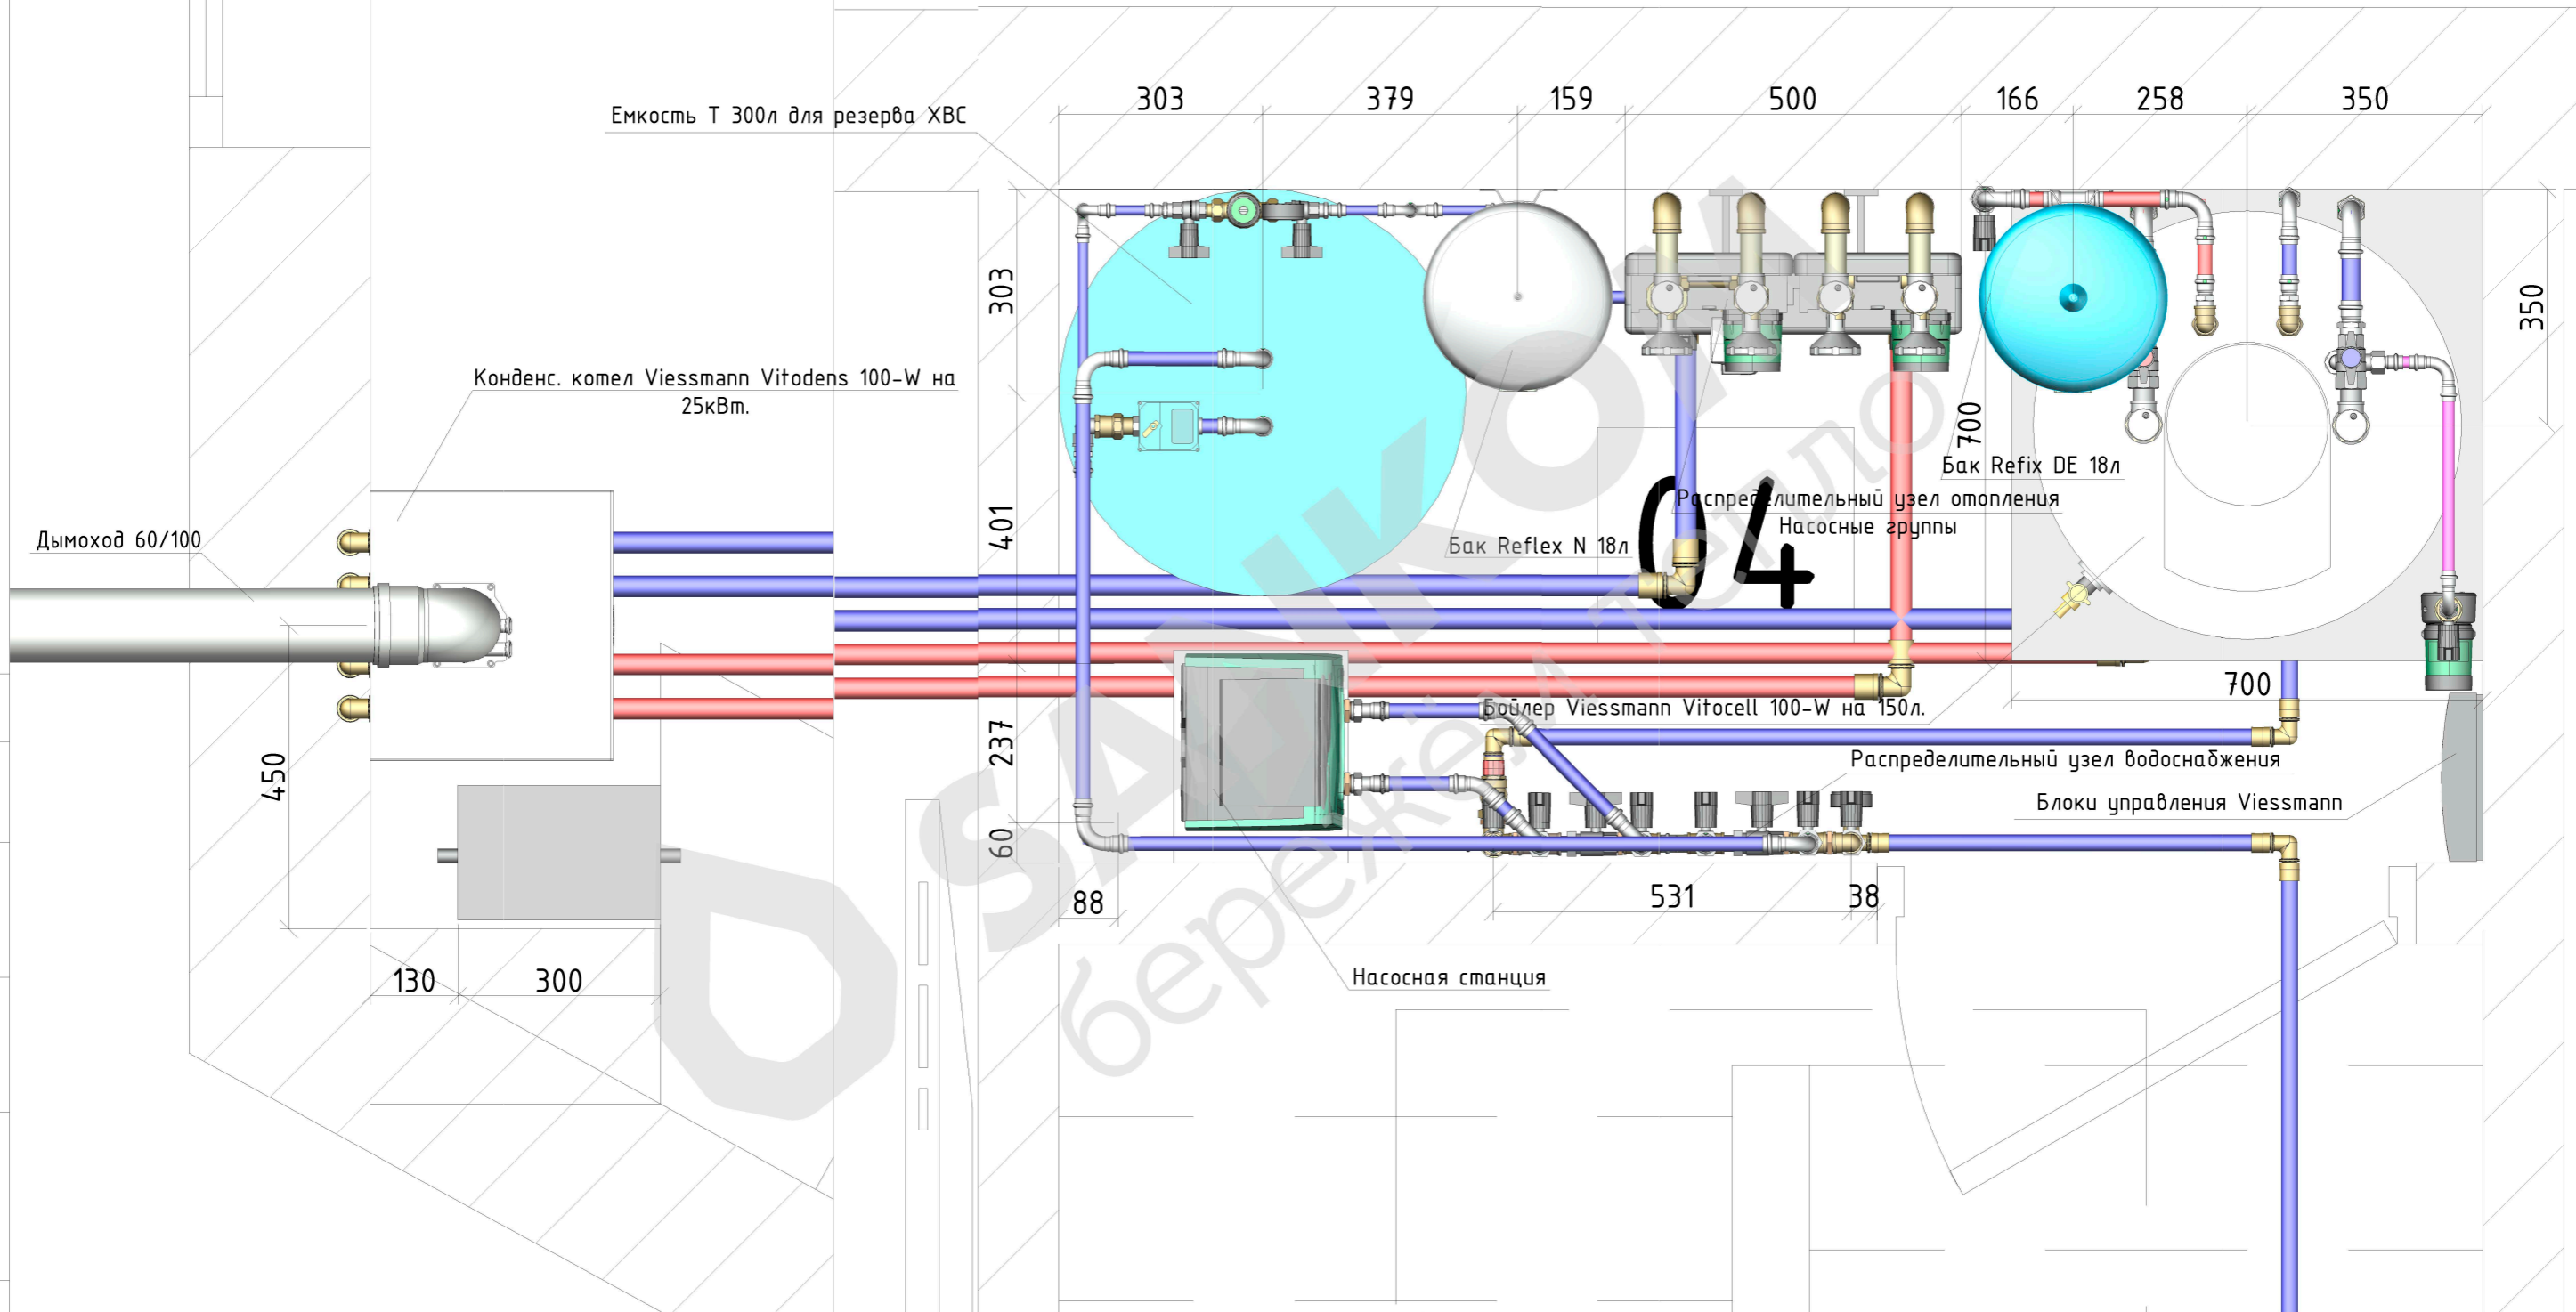 303 379 159 500 166 258 350
Емкость Т 300л для резерва ХВС
303
350
Конденс. котел Viessmann Vitodens 100-W на
25кВт.
700
Бак Refix DE 18л
Распределительный узел отопления
Насосные группы
401
Дымоход 60/100
Бак Reflex N 18л
04
700
Бойлер Viessmann Vitocell 100-W на 150л.
237
450
Распределительный узел водоснабжения
Блоки управления Viessmann
60
88
531 38
130 300
Насосная станция
SANKOM
бережём тепло